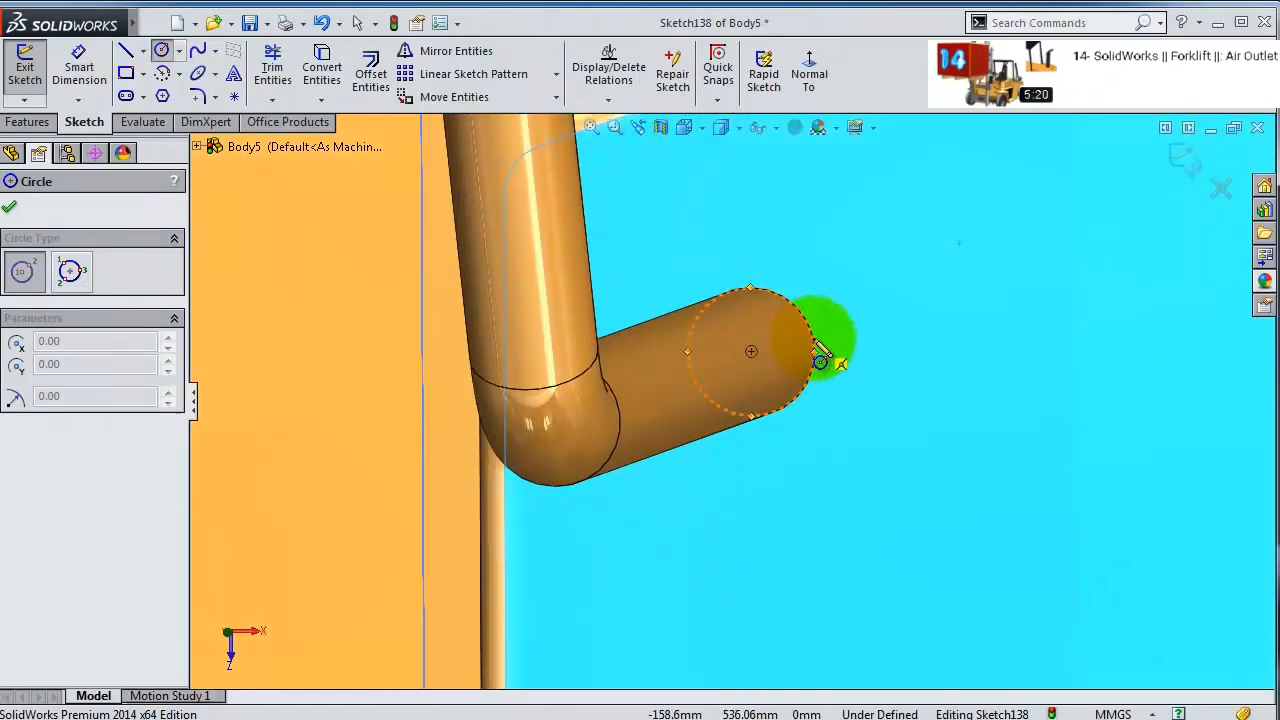 SOLIDWORKS
Sketch138 of Body5 *
Search Commands
Exit Sketch
Smart Dimension
Trim Entities
Convert Entities
Offset Entities
Mirror Entities
Linear Sketch Pattern
Move Entities
Display/Delete Relations
Repair Sketch
Quick Snaps
Rapid Sketch
Normal To
14
5:20
14- SolidWorks || Forklift ||: Air Outlet
Features
Sketch
Evaluate
DimXpert
Office Products
Body5 (Default<As Machin...
Circle
?
Circle Type
Parameters
0.00
0.00
0.00
X
Z
Model
Motion Study 1
SolidWorks Premium 2014 x64 Edition
-158.6mm
536.06mm
0mm
Under Defined
Editing Sketch138
MMGS